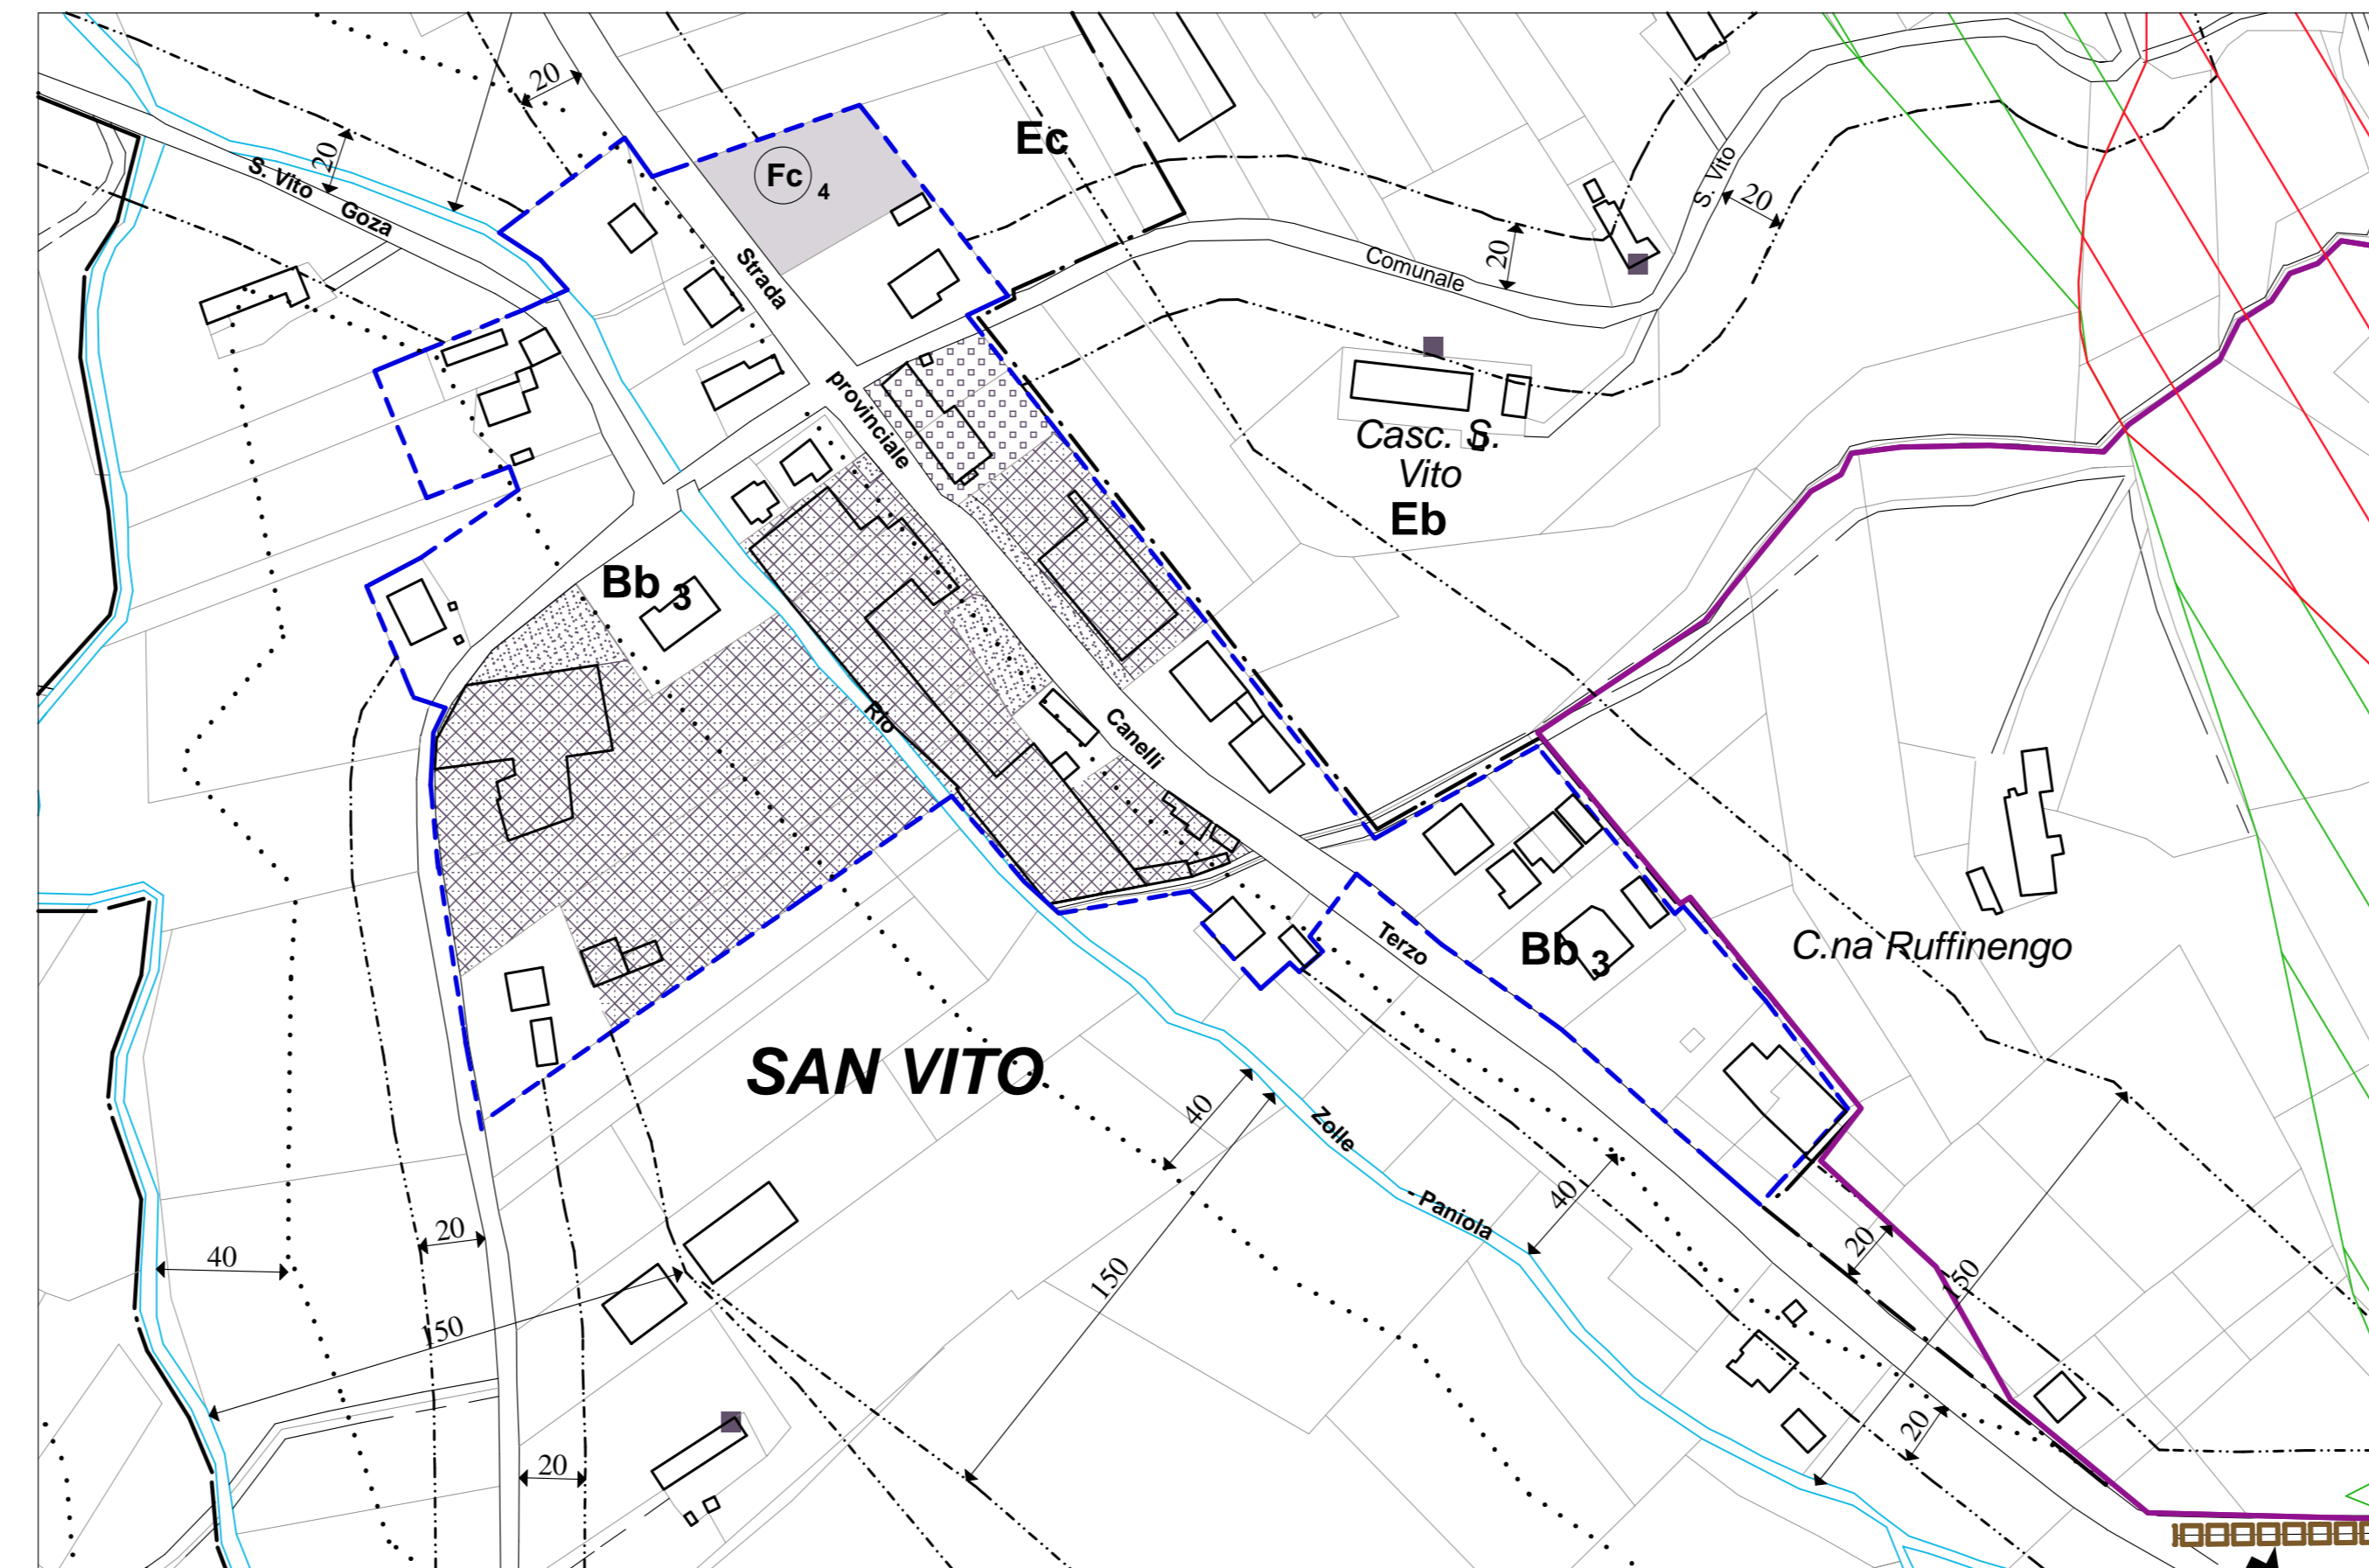 20
20
S. Vito
Goza
Fc 4
Ec
Strada
S. Vito
20
Comunale
20
provinciale
Casc. S.
Vito
Eb
Bb 3
Rio
Canelli
Terzo
Bb 3
C.na Ruffinengo
SAN VITO
40
Zolle
Paniola
40
20
40
150
20
150
150
20
20